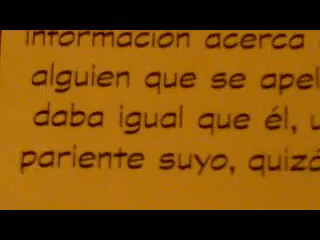 información acerca
alguien que se apel
daba igual que él, u
pariente suyo, quizá